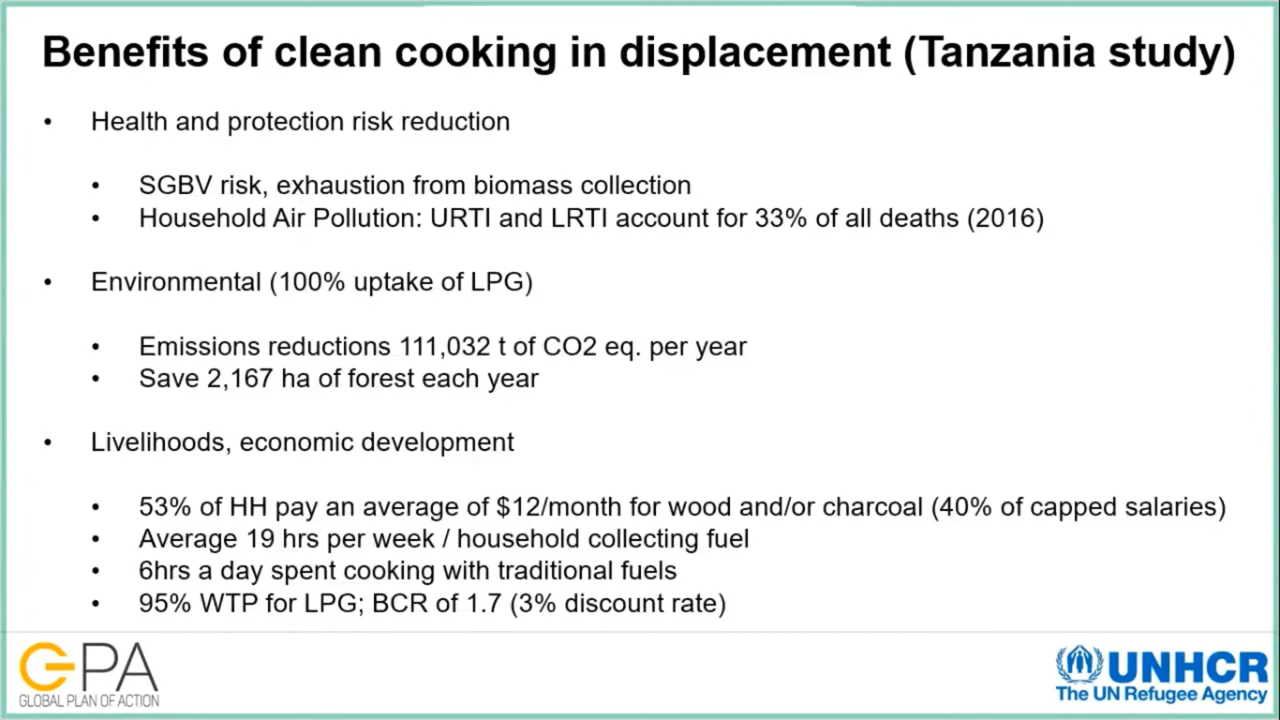 Benefits of clean cooking in displacement (Tanzania study)
• Health and protection risk reduction
• SGBV risk, exhaustion from biomass collection
• Household Air Pollution: URTI and LRTI account for 33% of all deaths (2016)
• Environmental (100% uptake of LPG)
• Emissions reductions 111,032 t of CO2 eq. per year
• Save 2,167 ha of forest each year
• Livelihoods, economic development
• 53% of HH pay an average of $12/month for wood and/or charcoal (40% of capped salaries)
• Average 19 hrs per week / household collecting fuel
• 6hrs a day spent cooking with traditional fuels
• 95% WTP for LPG; BCR of 1.7 (3% discount rate)
GPA
GLOBAL PLAN OF ACTION
UNHCR
The UN Refugee Agency